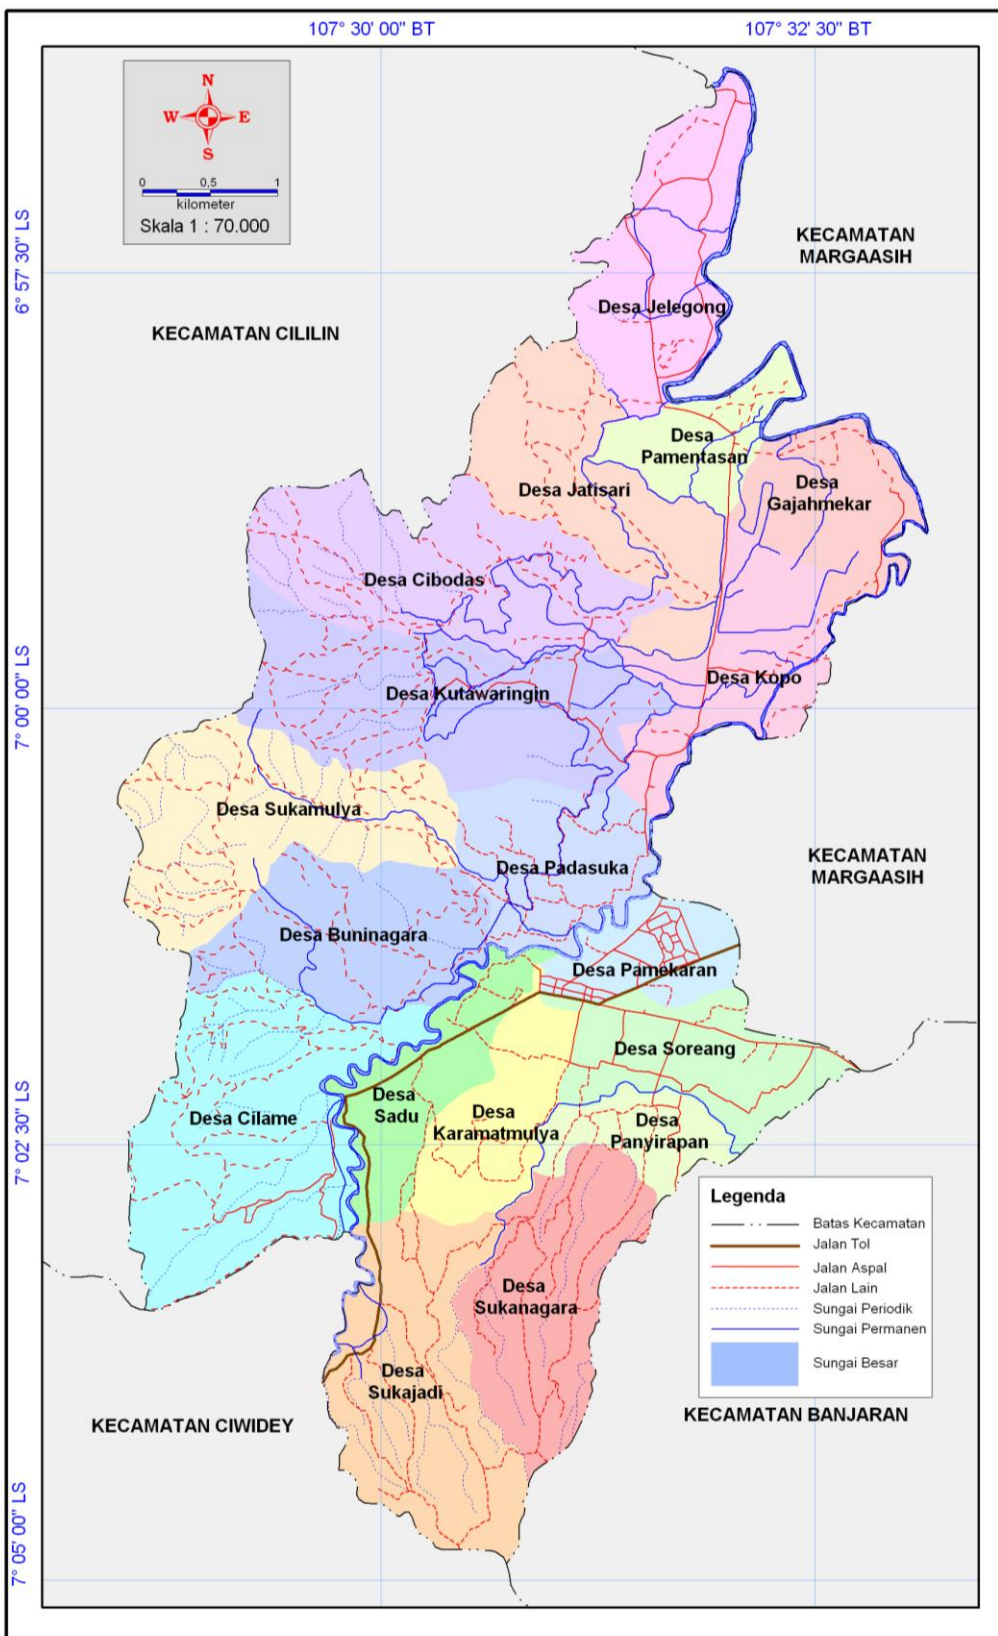 107° 30' 00" BT
107° 32' 30" BT
N
W
E
S
0
0,5
1
kilometer
Skala 1 : 70.000
6° 57' 30" LS
KECAMATAN
MARGAASIH
Desa Jelegong
KECAMATAN CILILIN
Desa
Pamentasan
Desa
Gajahmekar
Desa Jatisari
Desa Cibodas
7° 00' 00" LS
Desa Kopo
Desa Kutawaringin
Desa Sukamulya
Desa Padasuka
KECAMATAN
MARGAASIH
Desa Buninagara
Desa Pamekaran
Desa Soreang
Desa
Sadu
Desa Cilame
Desa
Karamatmulya
Desa
Panyirapan
7° 02' 30" LS
Legenda
Batas Kecamatan
Jalan Tol
Jalan Aspal
Jalan Lain
Sungai Periodik
Sungai Permanen
Sungai Besar
Desa
Sukanagara
Desa
Sukajadi
KECAMATAN CIWIDEY
KECAMATAN BANJARAN
7° 05' 00" LS